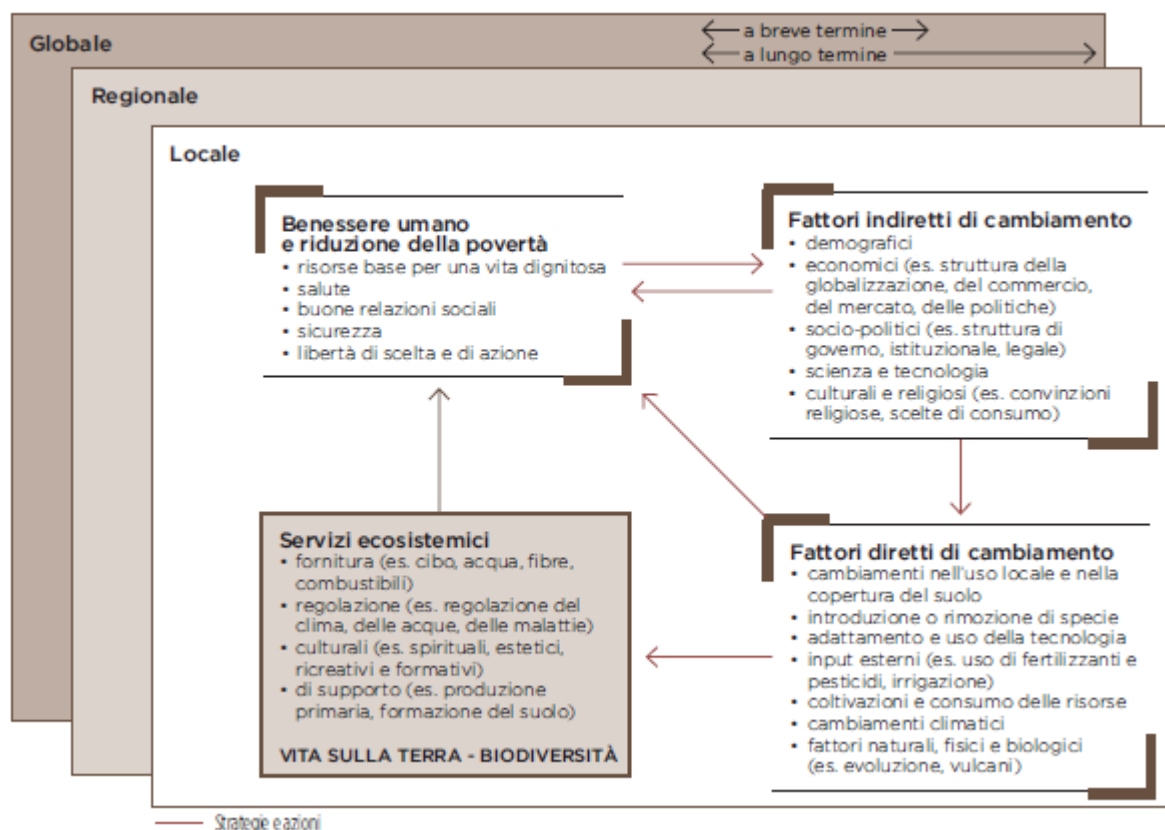 Globale
a breve termine
a lungo termine
Regionale
Locale
Benessere umano
e riduzione della povertà
• risorse base per una vita dignitosa
• salute
• buone relazioni sociali
• sicurezza
• libertà di scelta e di azione
Fattori indiretti di cambiamento
• demografici
• economici (es. struttura della
globalizzazione, del commercio,
del mercato, delle politiche)
• socio-politici (es. struttura di
governo, istituzionale, legale)
• scienza e tecnologia
• culturali e religiosi (es. convinzioni
religiose, scelte di consumo)
Servizi ecosistemici
• fornitura (es. cibo, acqua, fibre,
combustibili)
• regolazione (es. regolazione del
clima, delle acque, delle malattie)
• culturali (es. spirituali, estetici,
ricreativi e formativi)
• di supporto (es. produzione
primaria, formazione del suolo)
VITA SULLA TERRA - BIODIVERSITÀ
Fattori diretti di cambiamento
• cambiamenti nell'uso locale e nella
copertura del suolo
• introduzione o rimozione di specie
• adattamento e uso della tecnologia
• input esterni (es. uso di fertilizzanti e
pesticidi, irrigazione)
• coltivazioni e consumo delle risorse
• cambiamenti climatici
• fattori naturali, fisici e biologici
(es. evoluzione, vulcani)
Strategie e azioni